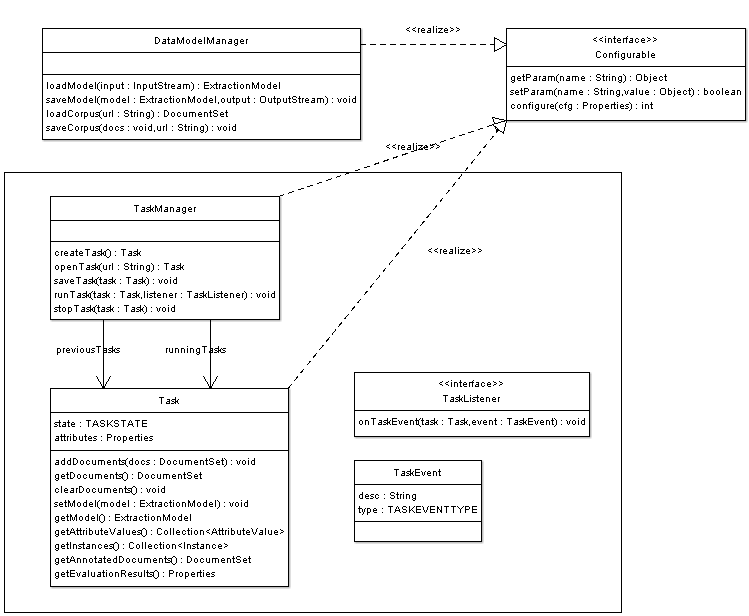 <<realize>>
DataModelManager
loadModel(input : InputStream) : ExtractionModel
saveModel(model : ExtractionModel,output : OutputStream) : void
loadCorpus(url : String) : DocumentSet
saveCorpus(docs : void,url : String) : void
<<interface>>
Configurable
getParam(name : String) : Object
setParam(name : String,value : Object) : boolean
configure(cfg : Properties) : int
<<realize>>
TaskManager
createTask() : Task
openTask(url : String) : Task
saveTask(task : Task) : void
runTask(task : Task,listener : TaskListener) : void
stopTask(task : Task) : void
<<realize>>
previousTasks
runningTasks
Task
state : TASKSTATE
attributes : Properties
addDocuments(docs : DocumentSet) : void
getDocuments() : DocumentSet
clearDocuments() : void
setModel(model : ExtractionModel) : void
getModel() : ExtractionModel
getAttributeValues() : Collection<AttributeValue>
getInstances() : Collection<Instance>
getAnnotatedDocuments() : DocumentSet
getEvaluationResults() : Properties
<<interface>>
TaskListener
onTaskEvent(task : Task,event : TaskEvent) : void
TaskEvent
desc : String
type : TASKEVENTTYPE